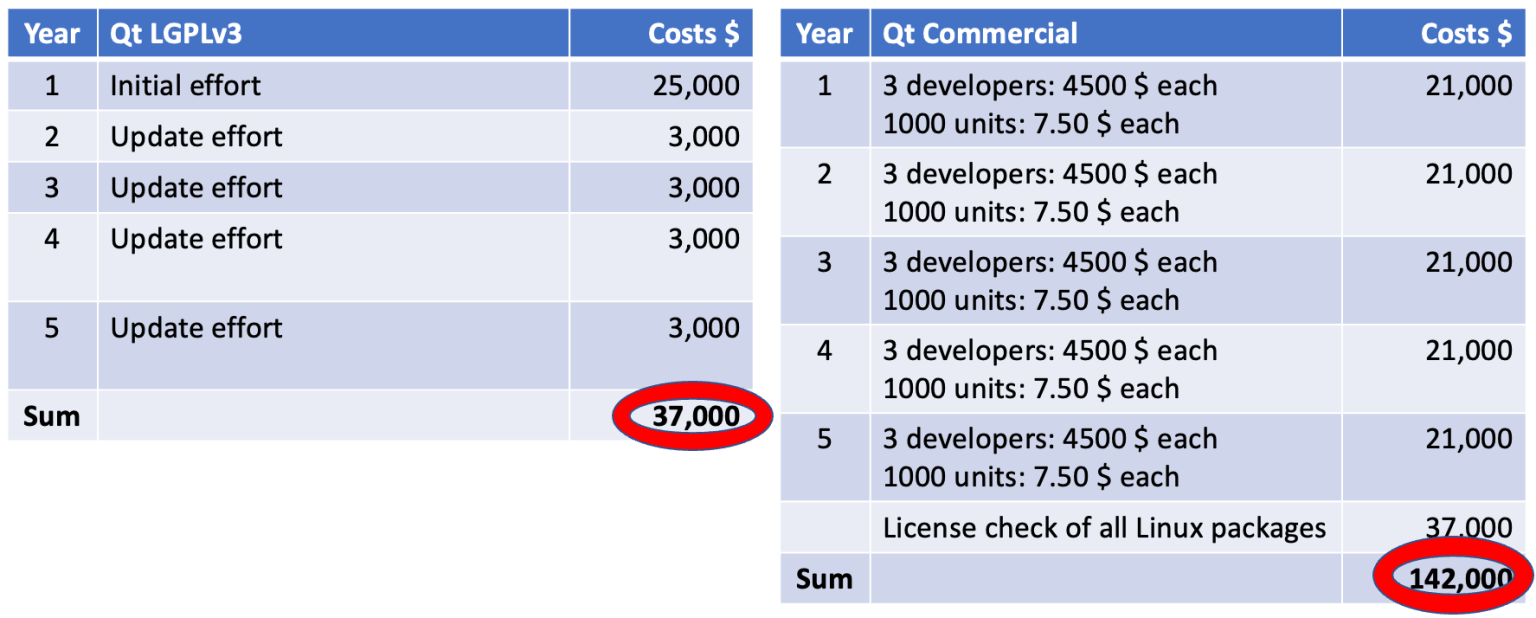 Year Qt LGPLv3 Costs $
1 Initial effort 25,000
2 Update effort 3,000
3 Update effort 3,000
4 Update effort 3,000
5 Update effort 3,000
Sum 37,000
Year Qt Commercial Costs $
1 3 developers: 4500 $ each 21,000
1000 units: 7.50 $ each
2 3 developers: 4500 $ each 21,000
1000 units: 7.50 $ each
3 3 developers: 4500 $ each 21,000
1000 units: 7.50 $ each
4 3 developers: 4500 $ each 21,000
1000 units: 7.50 $ each
5 3 developers: 4500 $ each 21,000
1000 units: 7.50 $ each
License check of all Linux packages 37,000
Sum 142,000